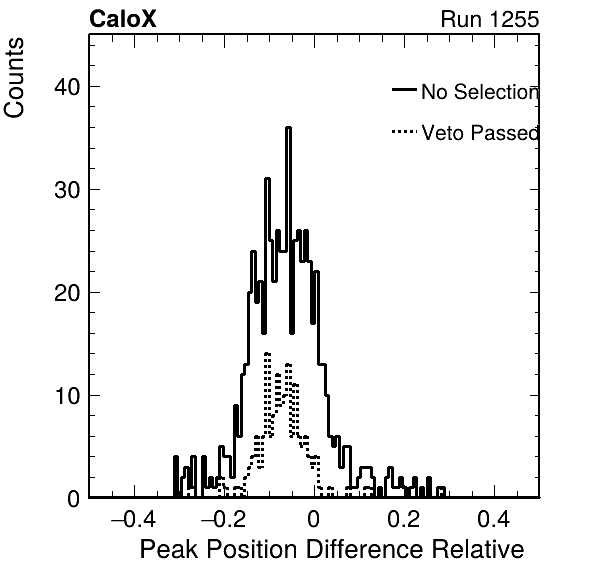 CaloX
Run 1255
Counts
40
30
20
10
0
No Selection
Veto Passed
−0.4
−0.2
0
0.2
0.4
Peak Position Difference Relative